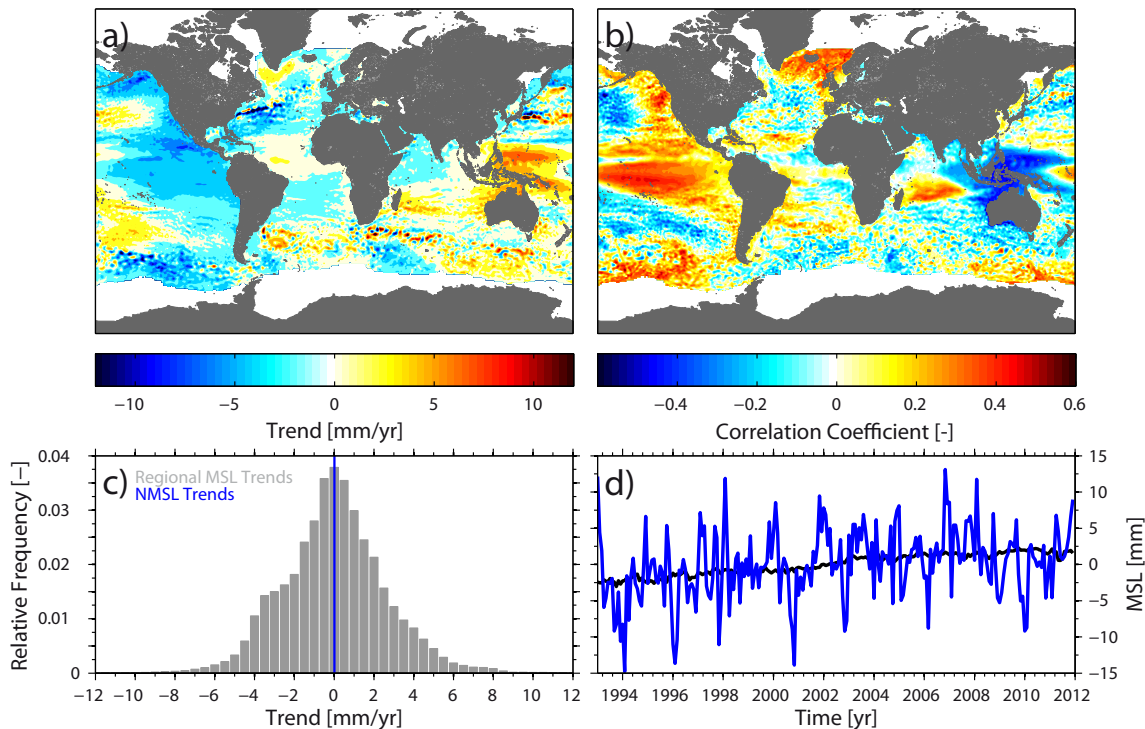 a)
b)
−10 −5 0 5 10
Trend [mm/yr]
−0.4 −0.2 0 0.2 0.4 0.6
Correlation Coefficient [-]
c)
Regional MSL Trends
NMSL Trends
0.04
0.03
0.02
0.01
0
Relative Frequency [−]
−12 −10 −8 −6 −4 −2 0 2 4 6 8 10 12
Trend [mm/yr]
d)
15
10
5
0
−5
−10
−15
MSL [mm]
1994 1996 1998 2000 2002 2004 2006 2008 2010 2012
Time [yr]